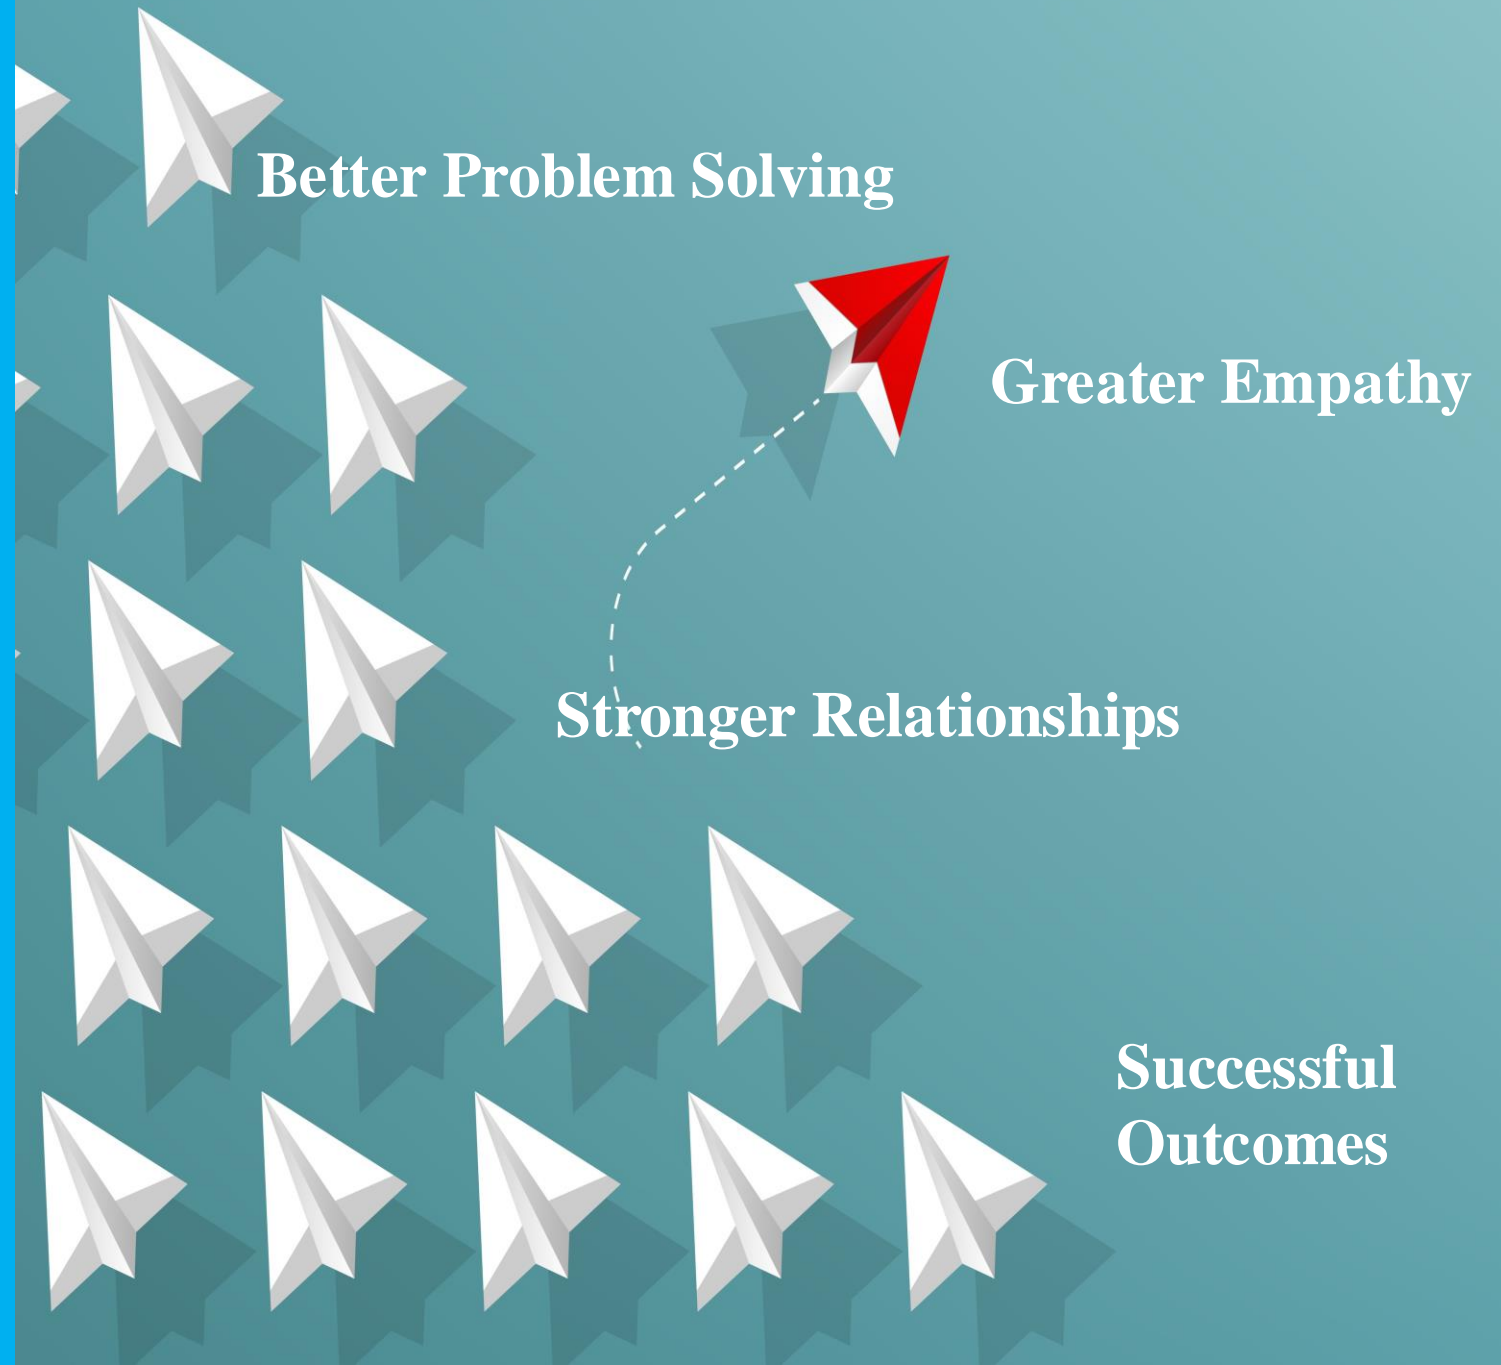 Better Problem Solving
Greater Empathy
Stronger Relationships
Successful
Outcomes